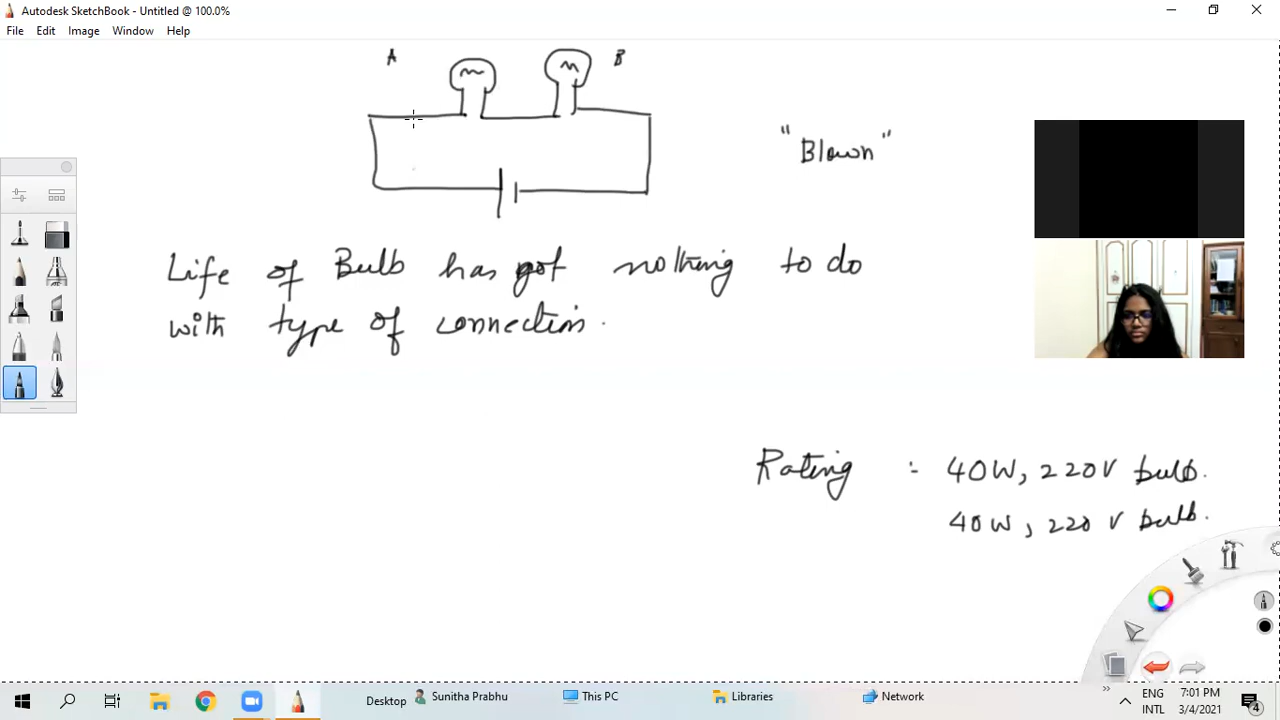 Autodesk SketchBook - Untitled @ 100.0%
File Edit Image Window Help
A B
"Blown"
Life of Bulb has got nothing to do
with type of connection.
Rating : 40W, 220V bulb.
40W, 220V bulb.
Desktop Sunitha Prabhu This PC Libraries Network
ENG
INTL
7:01 PM
3/4/2021
4